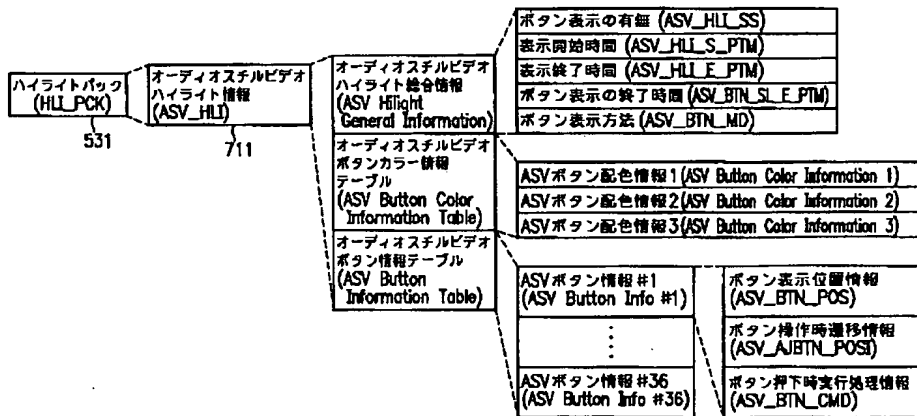 ハイライトパック
(HLI_PCK)
531
オーディオスチルビデオ
ハイライト情報
(ASV_HLI)
711
オーディオスチルビデオ
ハイライト総合情報
(ASV Hilight
General Information)
オーディオスチルビデオ
ボタンカラー情報
テーブル
(ASV Button Color
Information Table)
オーディオスチルビデオ
ボタン情報テーブル
(ASV Button
Information Table)
ボタン表示の有無 (ASV_HLI_SS)
表示開始時間 (ASV_HLI_S_PTM)
表示終了時間 (ASV_HLI_E_PTM)
ボタン表示の終了時間 (ASV_BTN_SL_E_PTM)
ボタン表示方法 (ASV_BTN_MD)
ASVボタン配色情報1(ASV Button Color Information 1)
ASVボタン配色情報2(ASV Button Color Information 2)
ASVボタン配色情報3(ASV Button Color Information 3)
ASVボタン情報#1
(ASV Button Info #1)
⋮
ASVボタン情報#36
(ASV Button Info #36)
ボタン表示位置情報
(ASV_BTN_POS)
ボタン操作時遷移情報
(ASV_AJBTN_POSI)
ボタン押下時実行処理情報
(ASV_BTN_CMD)